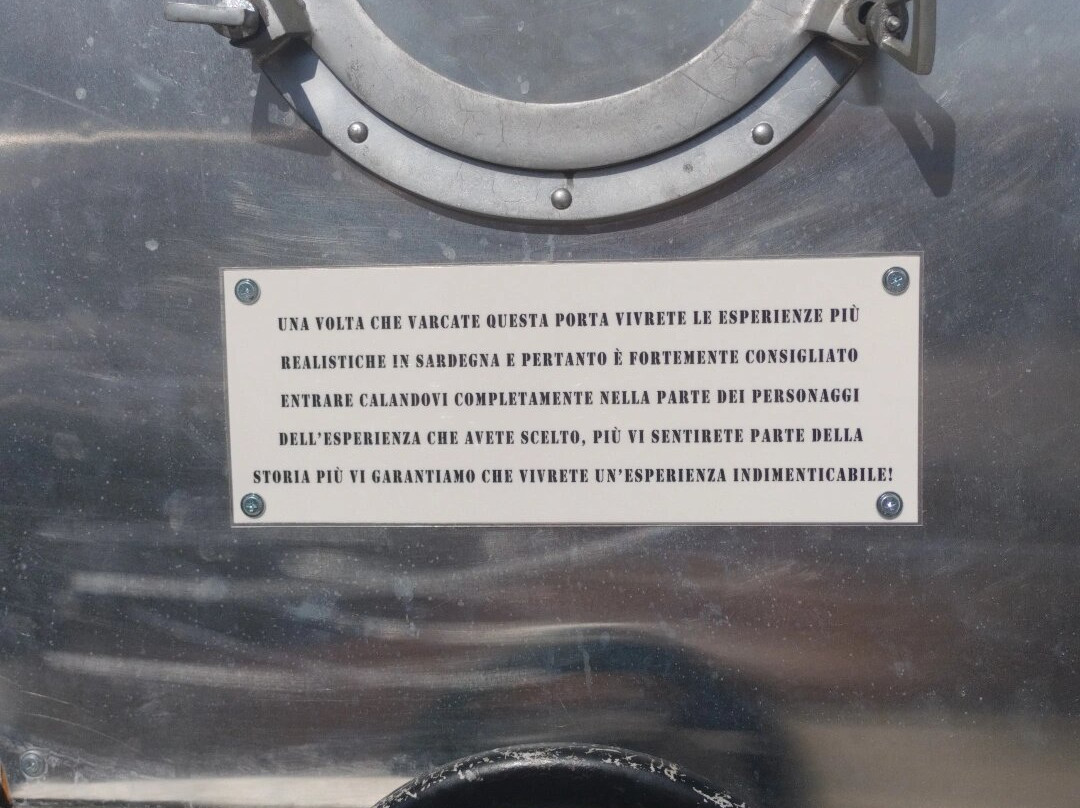 UNA VOLTA CHE VARCATE QUESTA PORTA VIVRETE LE ESPERIENZE PIÙ
REALISTICHE IN SARDEGNA E PERTANTO È FORTEMENTE CONSIGLIATO
ENTRARE CALANDOVI COMPLETAMENTE NELLA PARTE DEI PERSONAGGI
DELL'ESPERIENZA CHE AVETE SCELTO, PIÙ VI SENTIRETE PARTE DELLA
STORIA PIÙ VI GARANTIAMO CHE VIVRETE UN'ESPERIENZA INDIMENTICABILE!